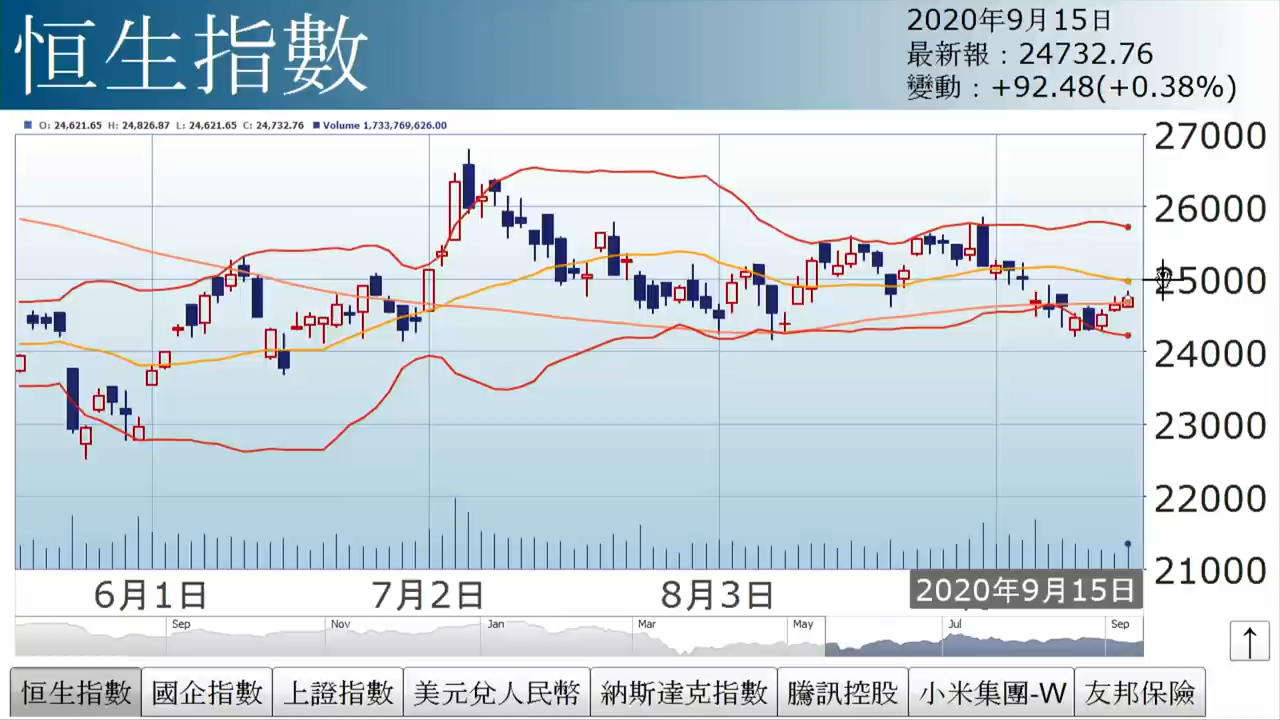 恒生指數
2020年9月15日
最新報：24732.76
變動：+92.48(+0.38%)
O: 24,621.65 H: 24,826.87 L: 24,621.65 C: 24,732.76 Volume 1,733,769,626.00
27000
26000
25000
24000
23000
22000
21000
6月1日 7月2日 8月3日 2020年9月15日
Sep Nov Jan Mar May Jul Sep
↑
恒生指數 國企指數 上證指數 美元兌人民幣 納斯達克指數 騰訊控股 小米集團-W 友邦保險